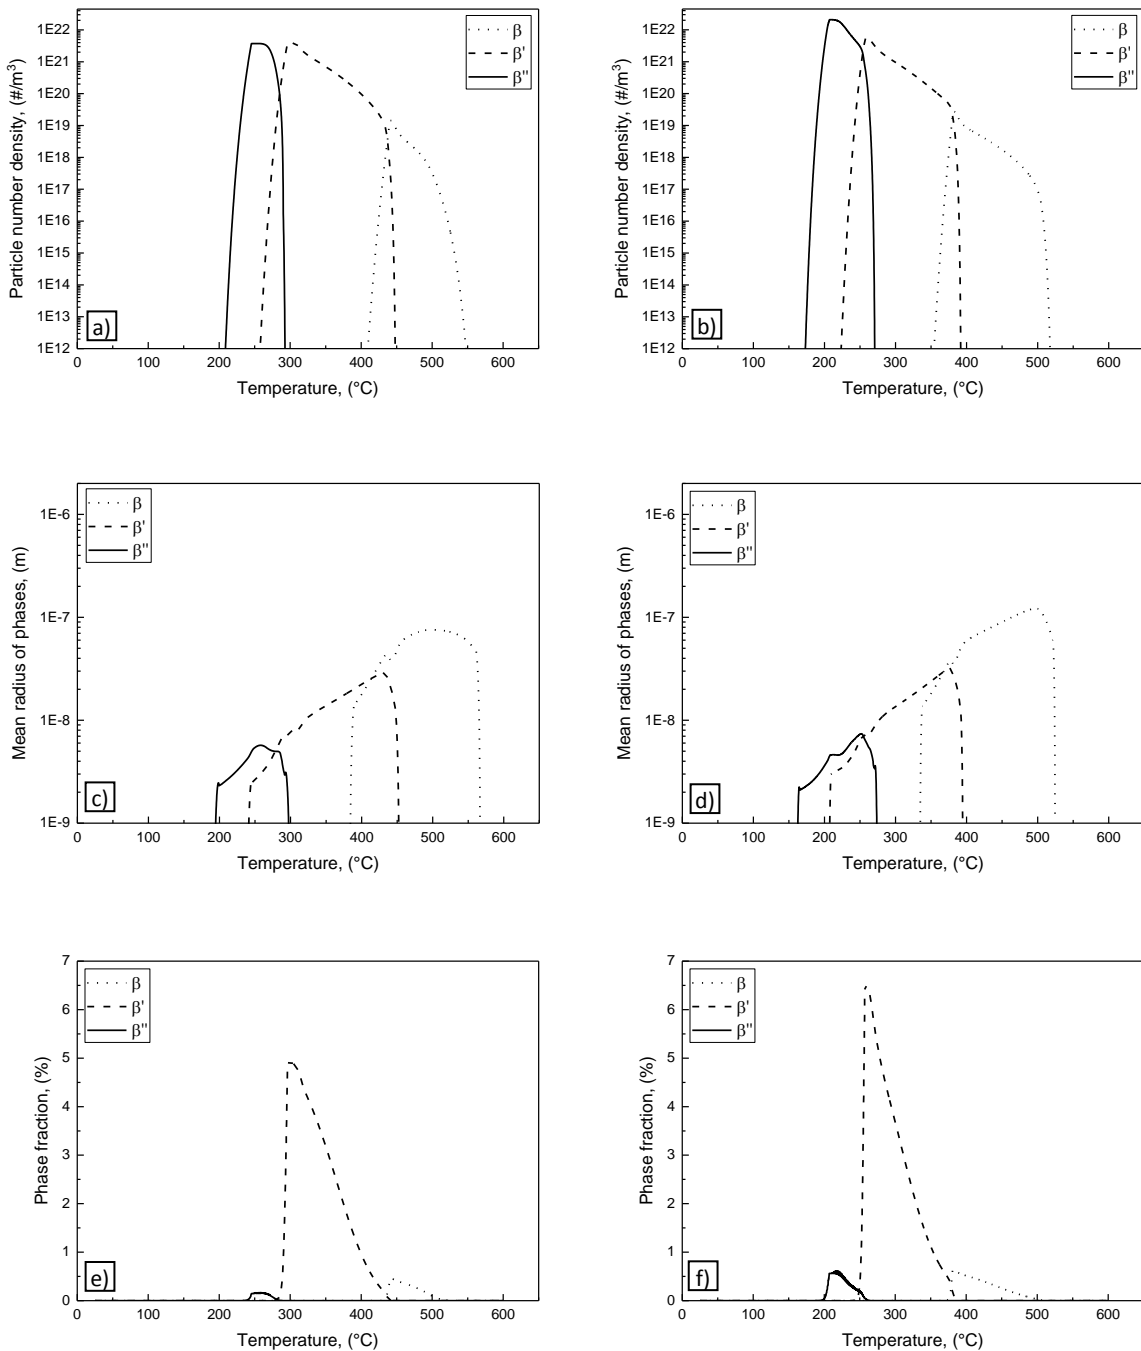 1E22
1E21
1E20
1E19
1E18
1E17
1E16
1E15
1E14
1E13
1E12
Particle number density, (#/m³)
β
β'
β''
a)
0 100 200 300 400 500 600
Temperature, (°C)
1E22
1E21
1E20
1E19
1E18
1E17
1E16
1E15
1E14
1E13
1E12
Particle number density, (#/m³)
β
β'
β''
b)
0 100 200 300 400 500 600
Temperature, (°C)
1E-6
1E-7
1E-8
1E-9
Mean radius of phases, (m)
β
β'
β''
c)
0 100 200 300 400 500 600
Temperature, (°C)
1E-6
1E-7
1E-8
1E-9
Mean radius of phases, (m)
β
β'
β''
d)
0 100 200 300 400 500 600
Temperature, (°C)
7
6
5
4
3
2
1
0
Phase fraction, (%)
β
β'
β''
e)
0 100 200 300 400 500 600
Temperature, (°C)
7
6
5
4
3
2
1
0
Phase fraction, (%)
β
β'
β''
f)
0 100 200 300 400 500 600
Temperature, (°C)